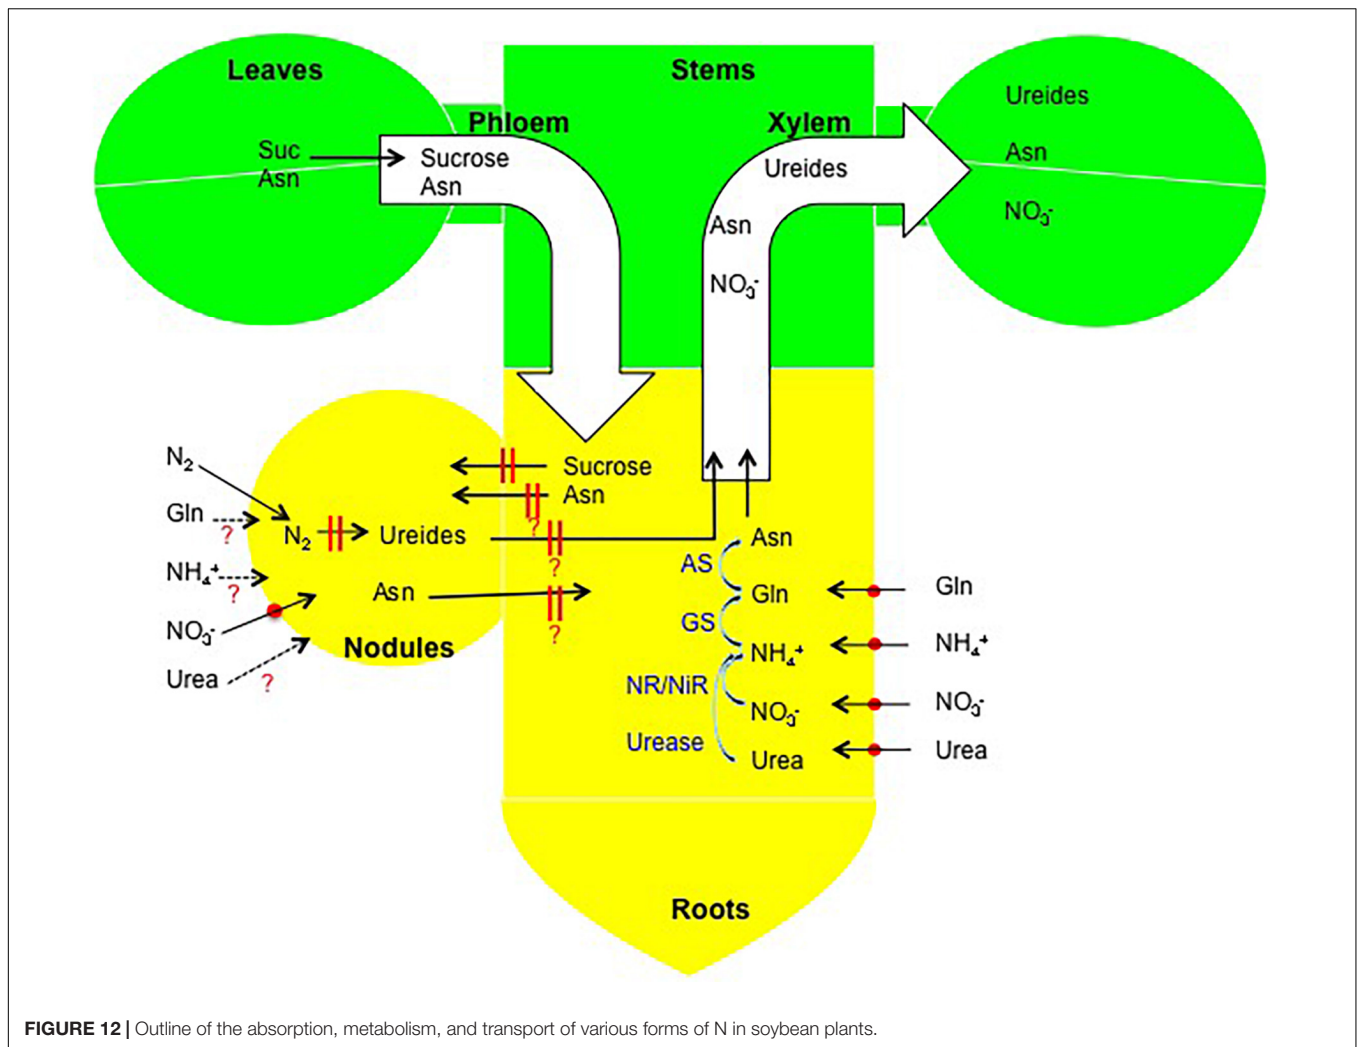 Leaves
Stems
Phloem
Xylem
Suc
Asn
Sucrose
Asn
Ureides
Asn
NO₃⁻
Ureides
Asn
NO₃⁻
N₂
Gln
?
NH₄⁺
?
NO₃⁻
Urea
?
N₂
Ureides
Asn
Nodules
Sucrose
Asn
?
?
?
Asn
AS
Gln
GS
NH₄⁺
NR/NiR
NO₃⁻
Urease
Urea
Gln
NH₄⁺
NO₃⁻
Urea
Roots
FIGURE 12 | Outline of the absorption, metabolism, and transport of various forms of N in soybean plants.